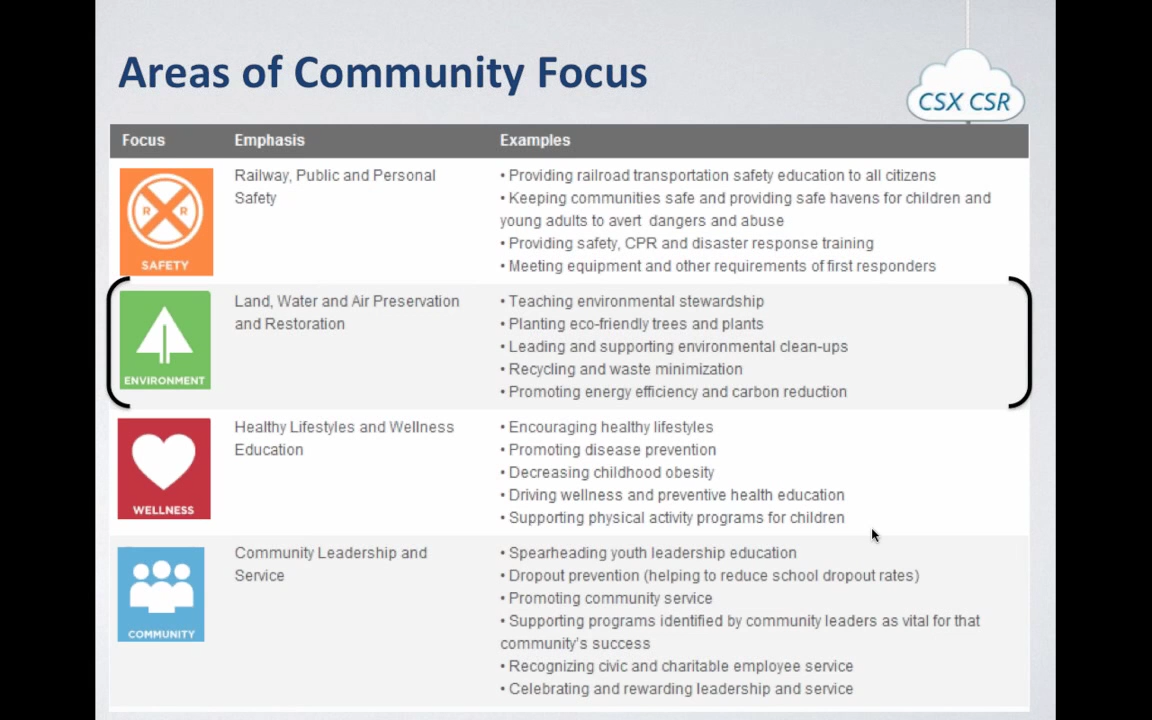 Areas of Community Focus
CSX CSR
Focus Emphasis Examples
R R
SAFETY
Railway, Public and Personal
Safety
• Providing railroad transportation safety education to all citizens
• Keeping communities safe and providing safe havens for children and
young adults to avert dangers and abuse
• Providing safety, CPR and disaster response training
• Meeting equipment and other requirements of first responders
ENVIRONMENT
Land, Water and Air Preservation
and Restoration
• Teaching environmental stewardship
• Planting eco-friendly trees and plants
• Leading and supporting environmental clean-ups
• Recycling and waste minimization
• Promoting energy efficiency and carbon reduction
WELLNESS
Healthy Lifestyles and Wellness
Education
• Encouraging healthy lifestyles
• Promoting disease prevention
• Decreasing childhood obesity
• Driving wellness and preventive health education
• Supporting physical activity programs for children
COMMUNITY
Community Leadership and
Service
• Spearheading youth leadership education
• Dropout prevention (helping to reduce school dropout rates)
• Promoting community service
• Supporting programs identified by community leaders as vital for that
community's success
• Recognizing civic and charitable employee service
• Celebrating and rewarding leadership and service